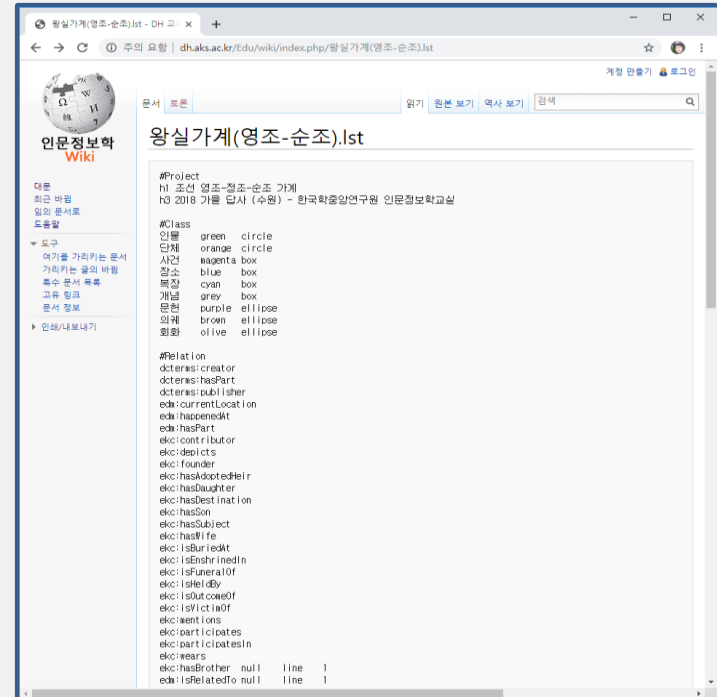 왕실가계(영조-순조).lst - DH 교
주의 요함 | dh.aks.ac.kr/Edu/wiki/index.php/왕실가계(영조-순조).lst
계정 만들기 로그인
문서 토론 읽기 원본 보기 역사 보기 검색
인문정보학
Wiki
대문
최근 바뀜
임의 문서로
도움말
도구
여기를 가리키는 문서
가리키는 글의 바뀜
특수 문서 목록
고유 링크
문서 정보
인쇄/내보내기
왕실가계(영조-순조).lst
#Project
h1 조선 영조-정조-순조 가계
h3 2018 가을 답사 (수원) - 한국학중앙연구원 인문정보학교실
#Class
인물 green circle
단체 orange circle
사건 magenta box
장소 blue box
복장 cyan box
개념 grey box
문헌 purple ellipse
의궤 brown ellipse
회화 olive ellipse
#Relation
dcterms:creator
dcterms:hasPart
dcterms:publisher
edm:currentLocation
edm:happenedAt
edm:hasPart
ekc:contributor
ekc:depicts
ekc:founder
ekc:hasAdoptedHeir
ekc:hasDaughter
ekc:hasDestination
ekc:hasSon
ekc:hasSubject
ekc:hasWife
ekc:isBuriedAt
ekc:isEnshrinedIn
ekc:isFuneralOf
ekc:isHeldBy
ekc:isOutcomeOf
ekc:isVictimOf
ekc:mentions
ekc:participates
ekc:participatesIn
ekc:wears
ekc:hasBrother null line 1
edm:isRelatedTo null line 1